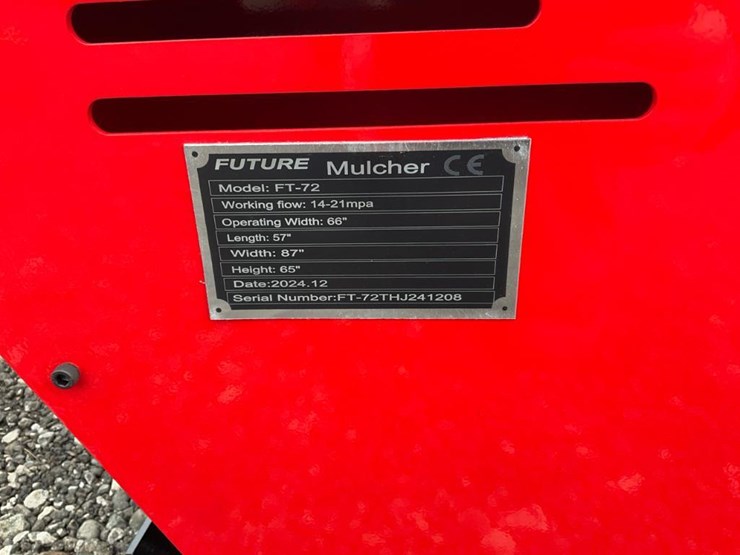 FUTURE Mulcher CE
Model: FT-72
Working flow: 14-21mpa
Operating Width: 66"
Length: 57"
Width: 87"
Height: 65"
Date:2024.12
Serial Number:FT-72THJ241208